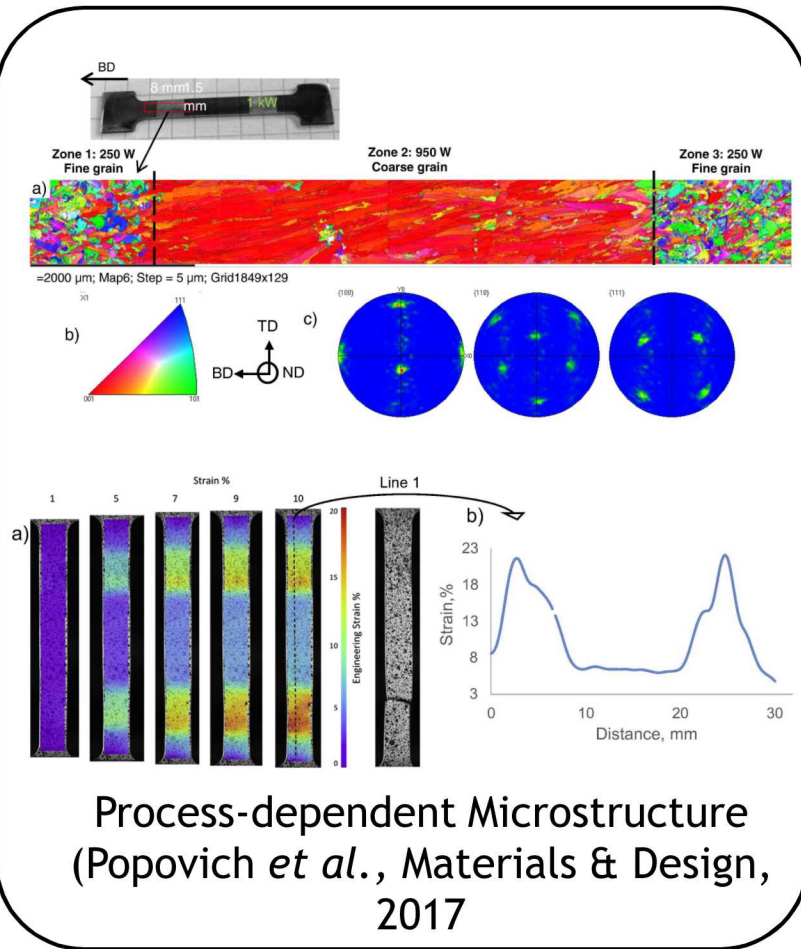 BD
8 mm1.5
mm
1 kW
Zone 1: 250 W
Fine grain
Zone 2: 950 W
Coarse grain
Zone 3: 250 W
Fine grain
a)
=2000 µm; Map6; Step = 5 µm; Grid1849x129
b)
111
001
101
TD
BD
ND
c)
{100}
Y0
X0
{110}
{111}
Strain %
1
5
7
9
10
Line 1
a)
20
15
10
5
0
Engineering Strain %
b)
23
18
13
8
3
Strain,%
0
10
20
30
Distance, mm
Process-dependent Microstructure
(Popovich et al., Materials & Design,
2017